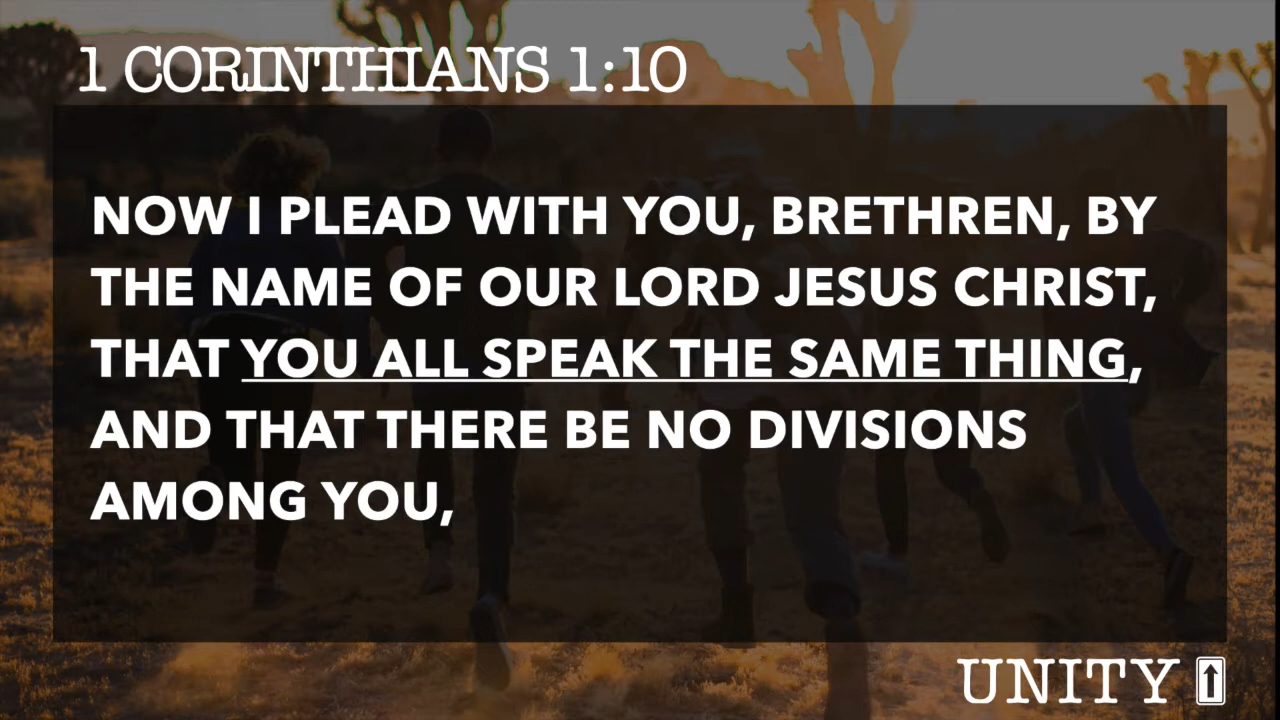 1 CORINTHIANS 1:10
NOW I PLEAD WITH YOU, BRETHREN, BY
THE NAME OF OUR LORD JESUS CHRIST,
THAT YOU ALL SPEAK THE SAME THING,
AND THAT THERE BE NO DIVISIONS
AMONG YOU,
UNITY